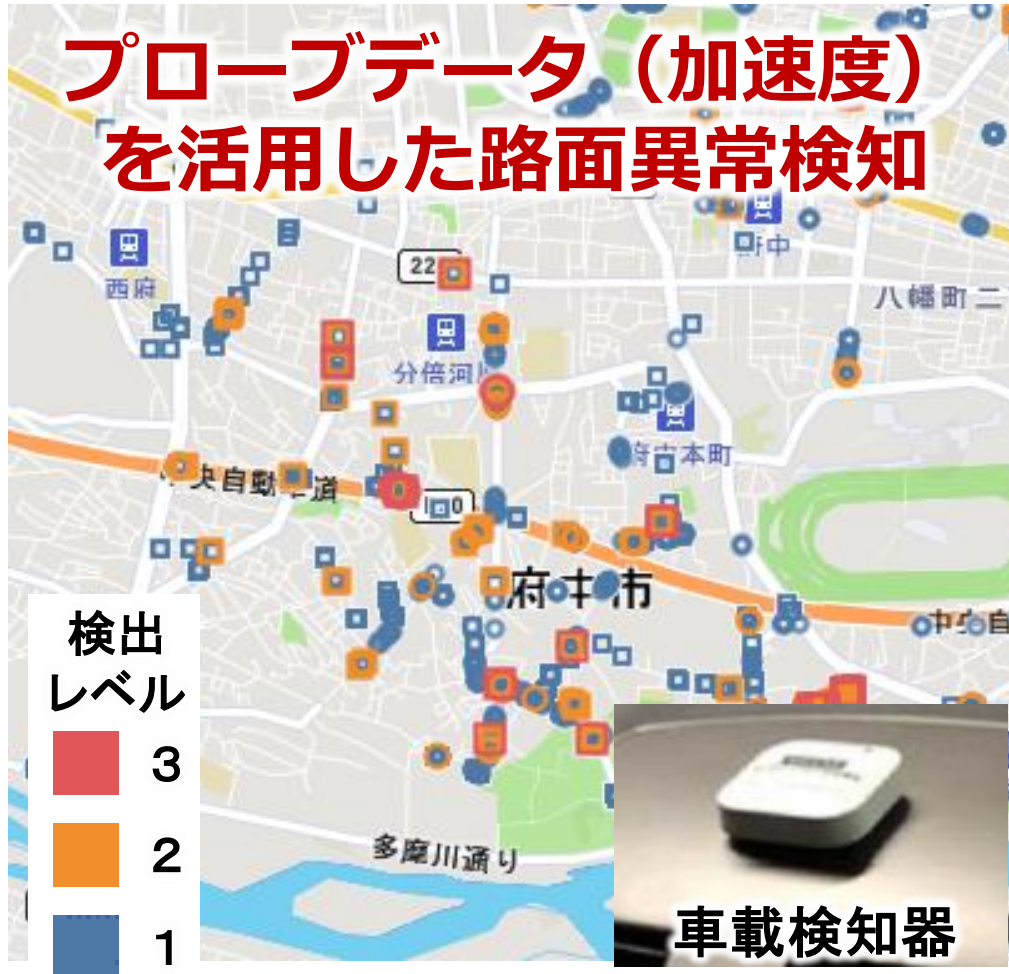 プローブデータ（加速度）
を活用した路面異常検知
西府
22
府中
八幡町二
分倍河
府中本町
中央自動車道
府中市
中央自
検出
レベル
3
2
1
多摩川通り
車載検知器